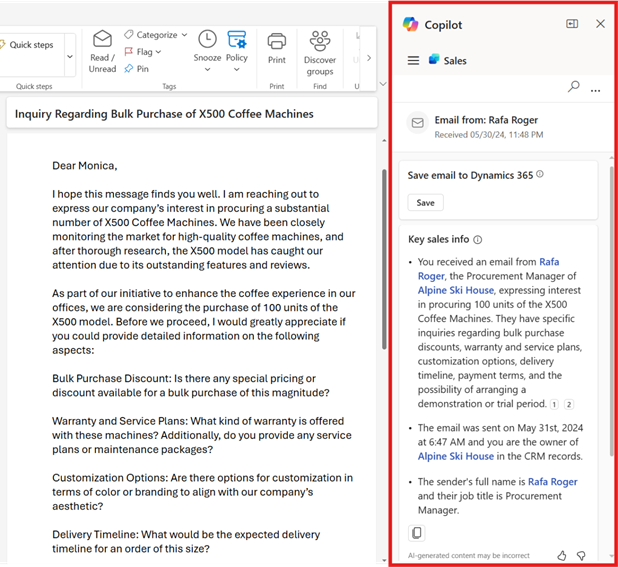 Quick steps
Read /
Unread
Categorize
Flag
Pin
Snooze
Policy
Print
Discover
groups
Quick steps
Tags
Print
Find
Inquiry Regarding Bulk Purchase of X500 Coffee Machines
Dear Monica,
I hope this message finds you well. I am reaching out to
express our company's interest in procuring a substantial
number of X500 Coffee Machines. We have been closely
monitoring the market for high-quality coffee machines, and
after thorough research, the X500 model has caught our
attention due to its outstanding features and reviews.
As part of our initiative to enhance the coffee experience in our
offices, we are considering the purchase of 100 units of the
X500 model. Before we proceed, I would greatly appreciate if
you could provide detailed information on the following
aspects:
Bulk Purchase Discount: Is there any special pricing or
discount available for a bulk purchase of this magnitude?
Warranty and Service Plans: What kind of warranty is offered
with these machines? Additionally, do you provide any service
plans or maintenance packages?
Customization Options: Are there options for customization in
terms of color or branding to align with our company's
aesthetic?
Delivery Timeline: What would be the expected delivery
timeline for an order of this size?
Copilot
Sales
Email from: Rafa Roger
Received 05/30/24, 11:48 PM
Save email to Dynamics 365
Save
Key sales info
• You received an email from Rafa
Roger, the Procurement Manager of
Alpine Ski House, expressing interest
in procuring 100 units of the X500
Coffee Machines. They have specific
inquiries regarding bulk purchase
discounts, warranty and service plans,
customization options, delivery
timeline, payment terms, and the
possibility of arranging a
demonstration or trial period. 1 2
• The email was sent on May 31st, 2024
at 6:47 AM and you are the owner of
Alpine Ski House in the CRM records.
• The sender's full name is Rafa Roger
and their job title is Procurement
Manager.
AI-generated content may be incorrect